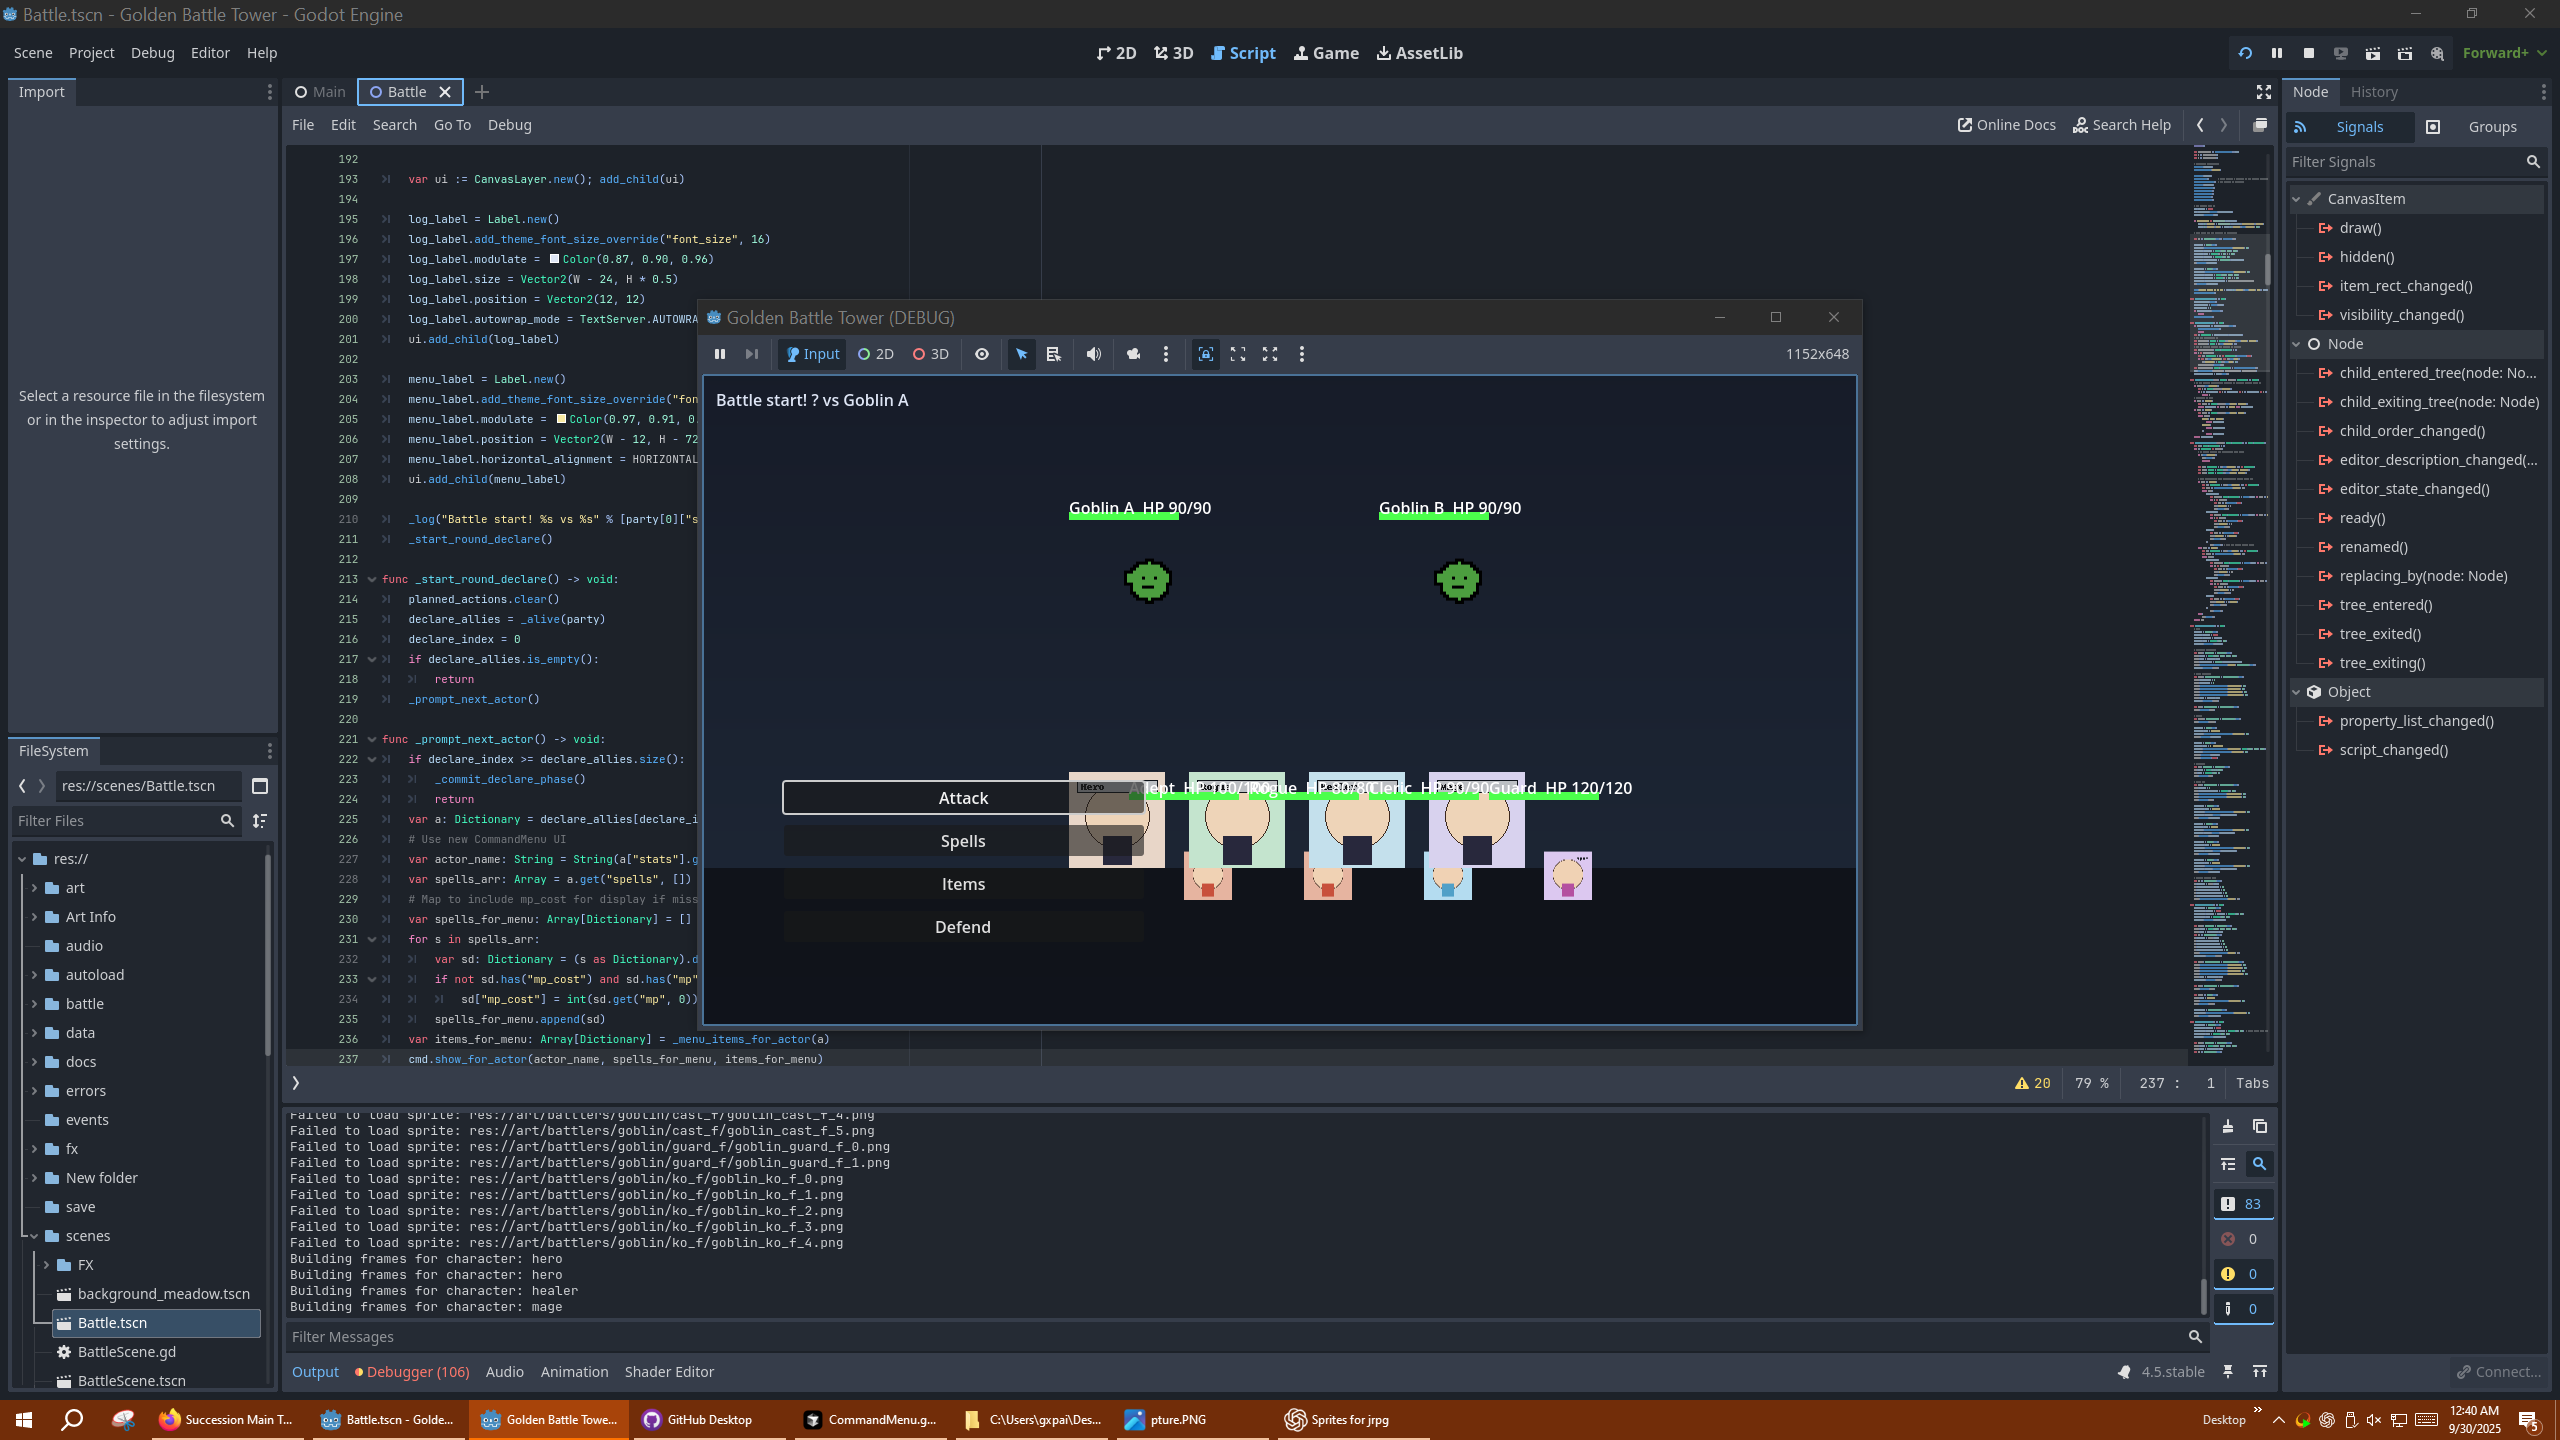 Battle.tscn - Golden Battle Tower - Godot Engine
Scene Project Debug Editor Help
2D 3D Script Game AssetLib
Forward+
Import
Main Battle
Node History
File Edit Search Go To Debug
Online Docs Search Help
Signals Groups
Filter Signals
Select a resource file in the filesystem
or in the inspector to adjust import
settings.
192
193 var ui := CanvasLayer.new(); add_child(ui)
194
195 log_label = Label.new()
196 log_label.add_theme_font_size_override("font_size", 16)
197 log_label.modulate = Color(0.87, 0.90, 0.96)
198 log_label.size = Vector2(W - 24, H * 0.5)
199 log_label.position = Vector2(12, 12)
200 log_label.autowrap_mode = TextServer.AUTOWRA
201 ui.add_child(log_label)
202
203 menu_label = Label.new()
204 menu_label.add_theme_font_size_override("fon
205 menu_label.modulate = Color(0.97, 0.91, 0.
206 menu_label.position = Vector2(W - 12, H - 72
207 menu_label.horizontal_alignment = HORIZONTAL
208 ui.add_child(menu_label)
209
210 _log("Battle start! %s vs %s" % [party[0]["s
211 _start_round_declare()
212
213 func _start_round_declare() -> void:
214 planned_actions.clear()
215 declare_allies = _alive(party)
216 declare_index = 0
217 if declare_allies.is_empty():
218 return
219 _prompt_next_actor()
220
221 func _prompt_next_actor() -> void:
222 if declare_index >= declare_allies.size():
223 _commit_declare_phase()
224 return
225 var a: Dictionary = declare_allies[declare_i
226 # Use new CommandMenu UI
227 var actor_name: String = String(a["stats"].g
228 var spells_arr: Array = a.get("spells", [])
229 # Map to include mp_cost for display if miss
230 var spells_for_menu: Array[Dictionary] = []
231 for s in spells_arr:
232 var sd: Dictionary = (s as Dictionary).d
233 if not sd.has("mp_cost") and sd.has("mp"
234 sd["mp_cost"] = int(sd.get("mp", 0))
235 spells_for_menu.append(sd)
236 var items_for_menu: Array[Dictionary] = _menu_items_for_actor(a)
237 cmd.show_for_actor(actor_name, spells_for_menu, items_for_menu)
20 79 % 237 : 1 Tabs
Golden Battle Tower (DEBUG)
Input 2D 3D 1152x648
Battle start! ? vs Goblin A
Goblin A HP 90/90
Goblin B HP 90/90
Hero
HP
Cleric HP 90/90
Guard HP 120/120
Attack
Spells
Items
Defend
CanvasItem
draw()
hidden()
item_rect_changed()
visibility_changed()
Node
child_entered_tree(node: No...
child_exiting_tree(node: Node)
child_order_changed()
editor_description_changed(...
editor_state_changed()
ready()
renamed()
replacing_by(node: Node)
tree_entered()
tree_exited()
tree_exiting()
Object
property_list_changed()
script_changed()
Connect...
FileSystem
res://scenes/Battle.tscn
Filter Files
res://
art
Art Info
audio
autoload
battle
data
docs
errors
events
fx
New folder
save
scenes
FX
background_meadow.tscn
Battle.tscn
BattleScene.gd
BattleScene.tscn
Failed to load sprite: res://art/battlers/goblin/cast_f/goblin_cast_f_4.png
Failed to load sprite: res://art/battlers/goblin/cast_f/goblin_cast_f_5.png
Failed to load sprite: res://art/battlers/goblin/guard_f/goblin_guard_f_0.png
Failed to load sprite: res://art/battlers/goblin/guard_f/goblin_guard_f_1.png
Failed to load sprite: res://art/battlers/goblin/ko_f/goblin_ko_f_0.png
Failed to load sprite: res://art/battlers/goblin/ko_f/goblin_ko_f_1.png
Failed to load sprite: res://art/battlers/goblin/ko_f/goblin_ko_f_2.png
Failed to load sprite: res://art/battlers/goblin/ko_f/goblin_ko_f_3.png
Failed to load sprite: res://art/battlers/goblin/ko_f/goblin_ko_f_4.png
Building frames for character: hero
Building frames for character: hero
Building frames for character: healer
Building frames for character: mage
83
0
0
0
Filter Messages
Output Debugger (106) Audio Animation Shader Editor
4.5.stable
Succession Main T...
Battle.tscn - Golde...
Golden Battle Towe...
GitHub Desktop
CommandMenu.g...
C:\Users\gxpai\Des...
pture.PNG
Sprites for jrpg
Desktop
12:40 AM
9/30/2025
5